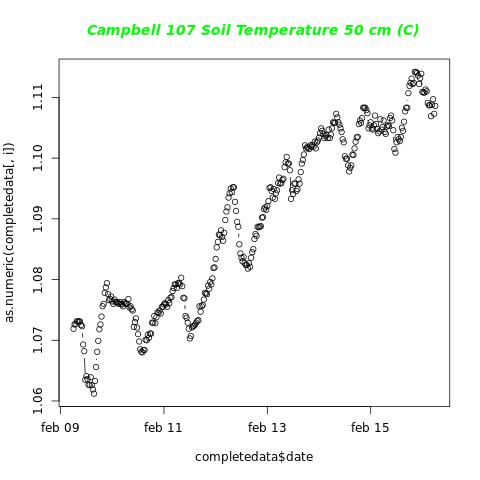 Campbell 107 Soil Temperature 50 cm (C)
as.numeric(completedata[, i])
1.11
1.10
1.09
1.08
1.07
1.06
feb 09
feb 11
feb 13
feb 15
completedata$date